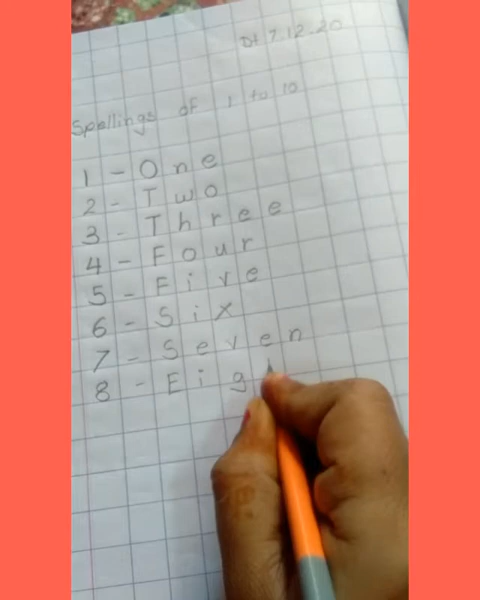 Dt 7.12.20
Spellings of 1 to 10
1 - One
2 - Two
3 - Three
4 - Four
5 - Five
6 - Six
7 - Seven
8 - Eig